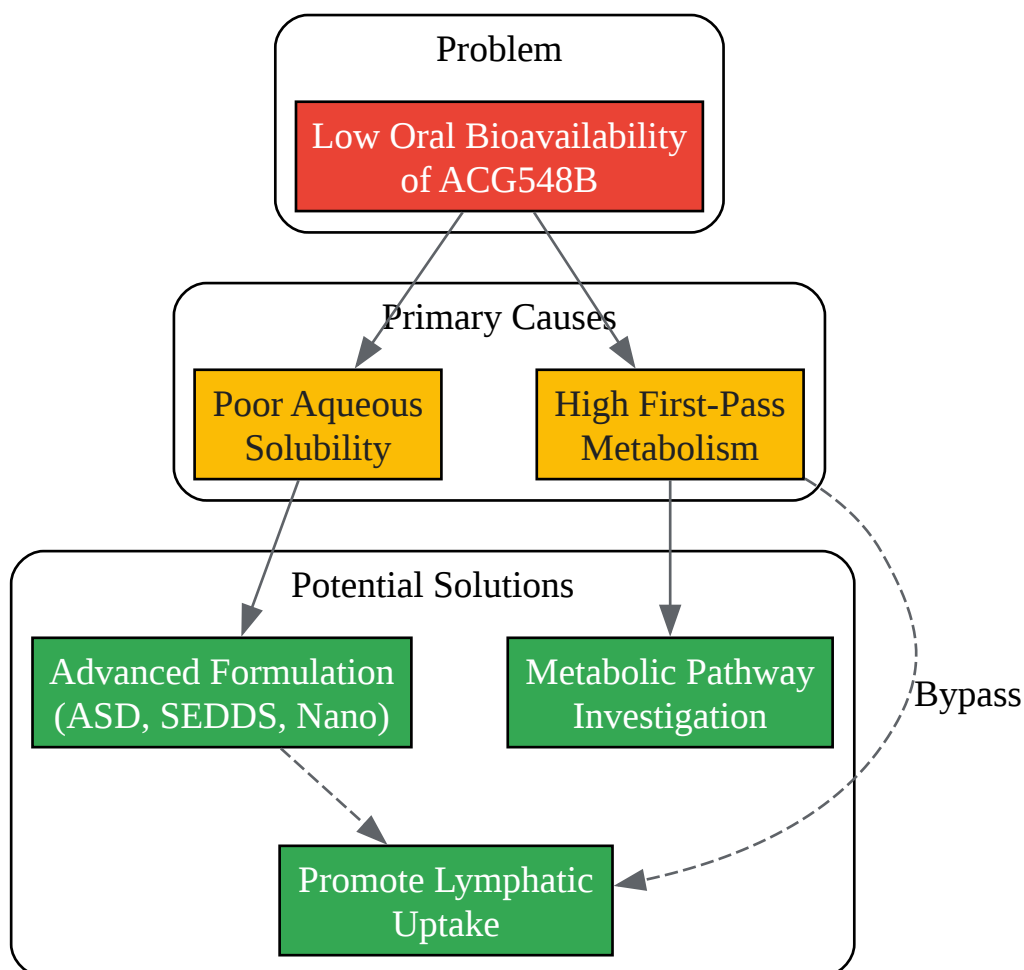 Problem
Low Oral Bioavailability
of ACG548B
Primary Causes
Poor Aqueous
Solubility
High First-Pass
Metabolism
Potential Solutions
Advanced Formulation
(ASD, SEDDS, Nano)
Metabolic Pathway
Investigation
Bypass
Promote Lymphatic
Uptake